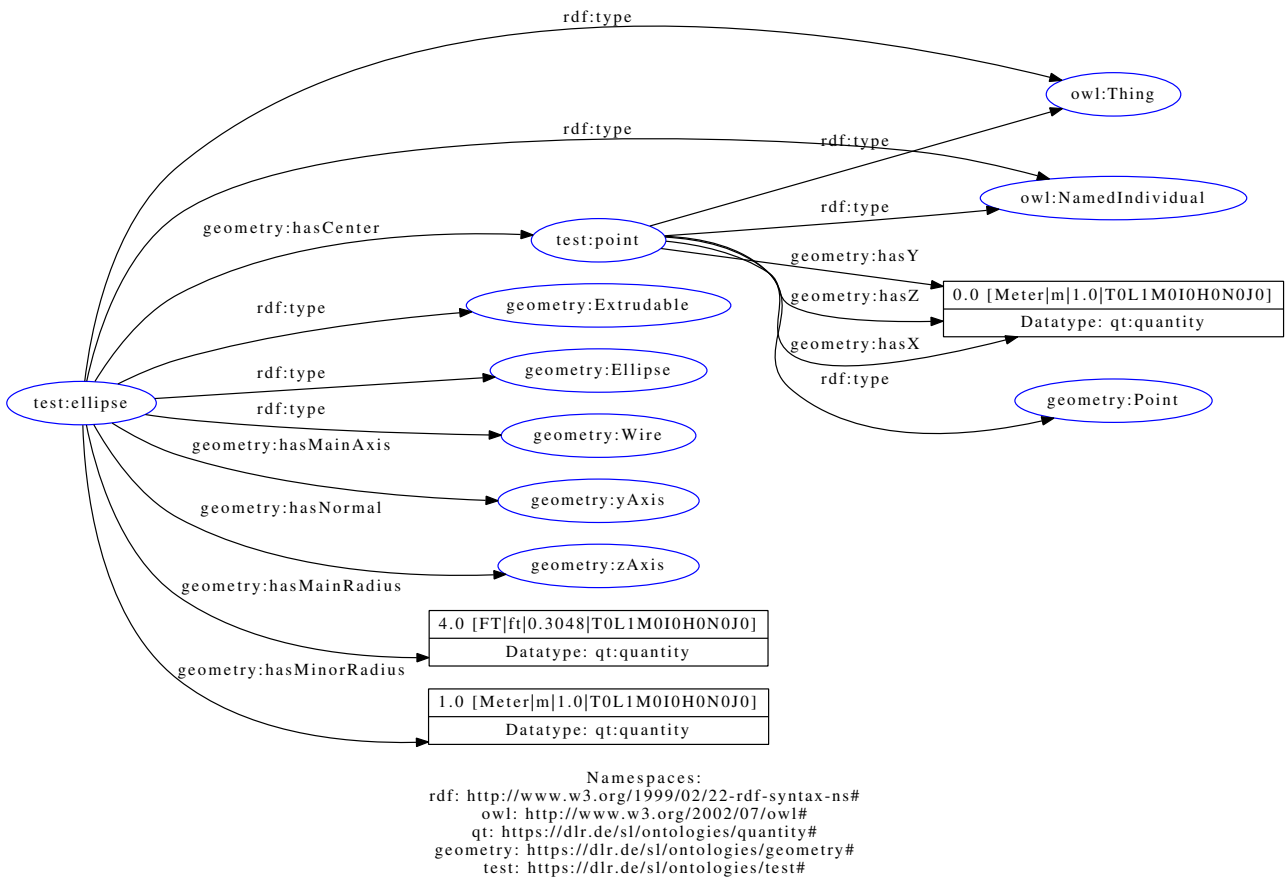 rdf:type
owl:Thing
rdf:type
rdf:type
owl:NamedIndividual
rdf:type
geometry:hasCenter
test:point
geometry:hasY
geometry:hasZ
0.0 [Meter|m|1.0|T0L1M0I0H0N0J0]
Datatype: qt:quantity
geometry:hasX
rdf:type
geometry:Extrudable
rdf:type
geometry:Ellipse
rdf:type
geometry:Point
test:ellipse
rdf:type
geometry:Wire
geometry:hasMainAxis
geometry:yAxis
geometry:hasNormal
geometry:zAxis
geometry:hasMainRadius
4.0 [FT|ft|0.3048|T0L1M0I0H0N0J0]
Datatype: qt:quantity
geometry:hasMinorRadius
1.0 [Meter|m|1.0|T0L1M0I0H0N0J0]
Datatype: qt:quantity
Namespaces:
rdf: http://www.w3.org/1999/02/22-rdf-syntax-ns#
owl: http://www.w3.org/2002/07/owl#
qt: https://dlr.de/sl/ontologies/quantity#
geometry: https://dlr.de/sl/ontologies/geometry#
test: https://dlr.de/sl/ontologies/test#